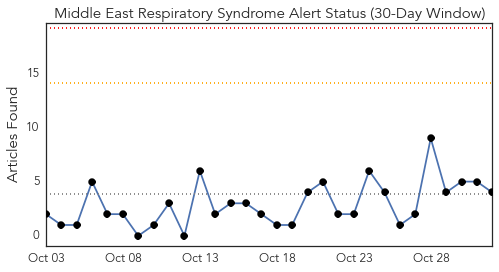 Middle East Respiratory Syndrome Alert Status (30-Day Window)
Articles Found
15
10
5
0
Oct 03 Oct 08 Oct 13 Oct 18 Oct 23 Oct 28